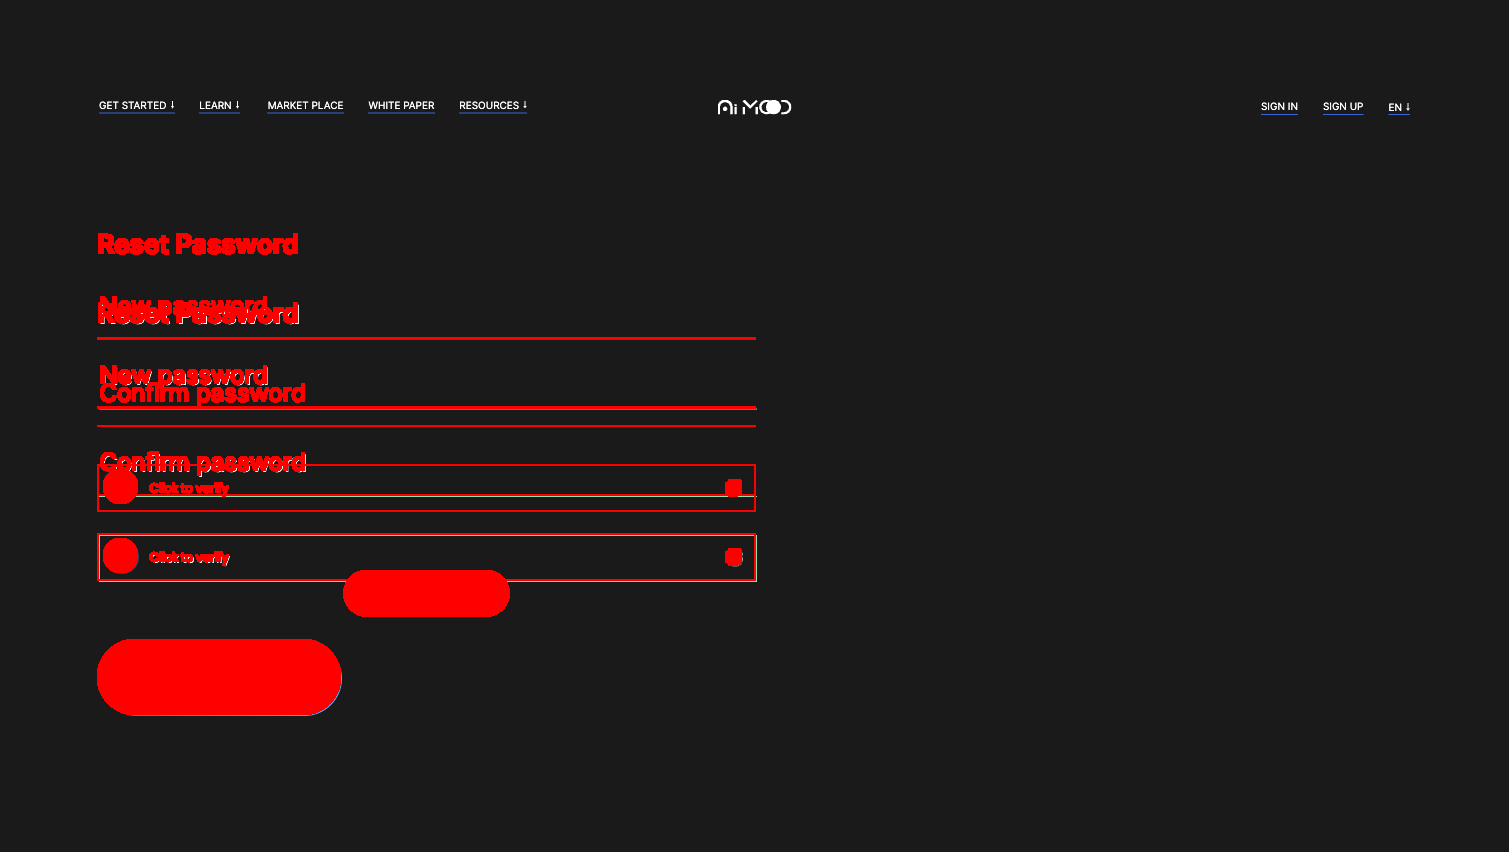 GET STARTED ↓ LEARN ↓ MARKET PLACE WHITE PAPER RESOURCES ↓ Ai MOOD SIGN IN SIGN UP EN ↓
Reset Password
New password
Reset Password
New password
Confirm password
Confirm password
Click to verify
Click to verify